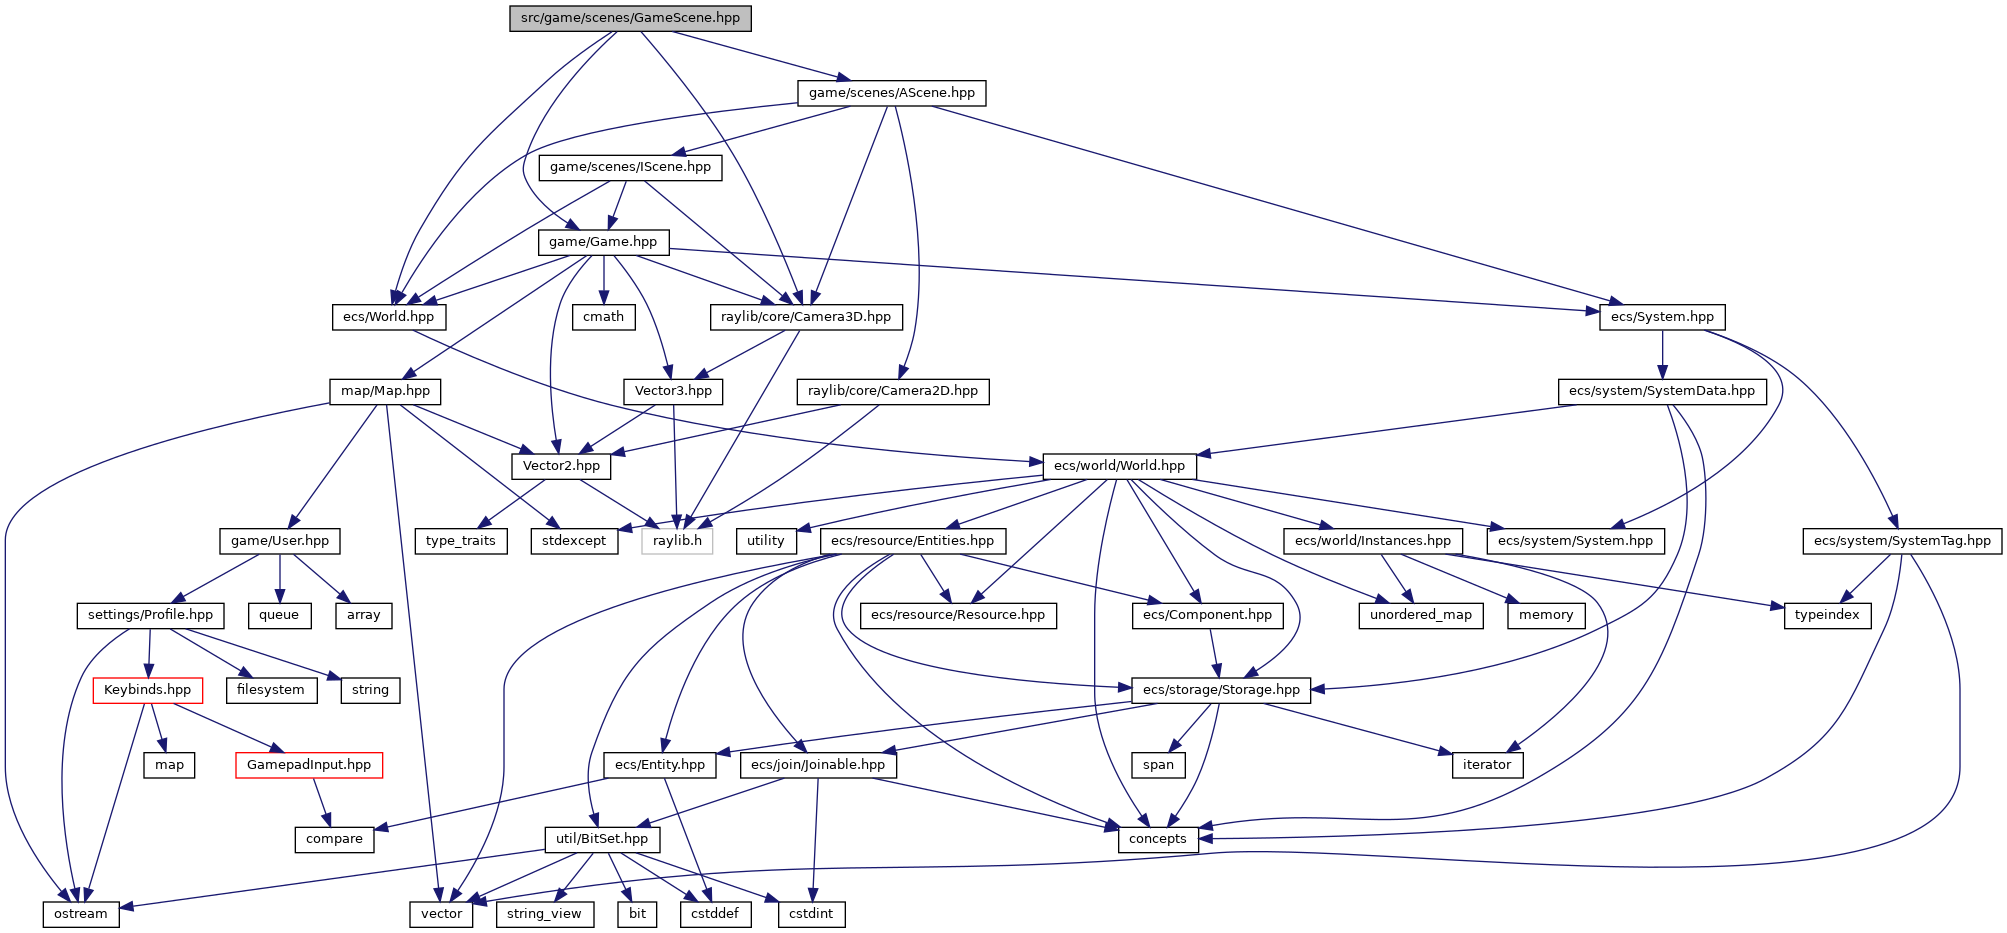 src/game/scenes/GameScene.hpp
game/scenes/AScene.hpp
game/scenes/IScene.hpp
game/Game.hpp
ecs/World.hpp
cmath
raylib/core/Camera3D.hpp
ecs/System.hpp
map/Map.hpp
Vector3.hpp
raylib/core/Camera2D.hpp
ecs/system/SystemData.hpp
Vector2.hpp
ecs/world/World.hpp
game/User.hpp
type_traits
stdexcept
raylib.h
utility
ecs/resource/Entities.hpp
ecs/world/Instances.hpp
ecs/system/System.hpp
ecs/system/SystemTag.hpp
settings/Profile.hpp
queue
array
ecs/resource/Resource.hpp
ecs/Component.hpp
unordered_map
memory
typeindex
Keybinds.hpp
filesystem
string
ecs/storage/Storage.hpp
map
GamepadInput.hpp
ecs/Entity.hpp
ecs/join/Joinable.hpp
span
iterator
compare
util/BitSet.hpp
concepts
ostream
vector
string_view
bit
cstddef
cstdint